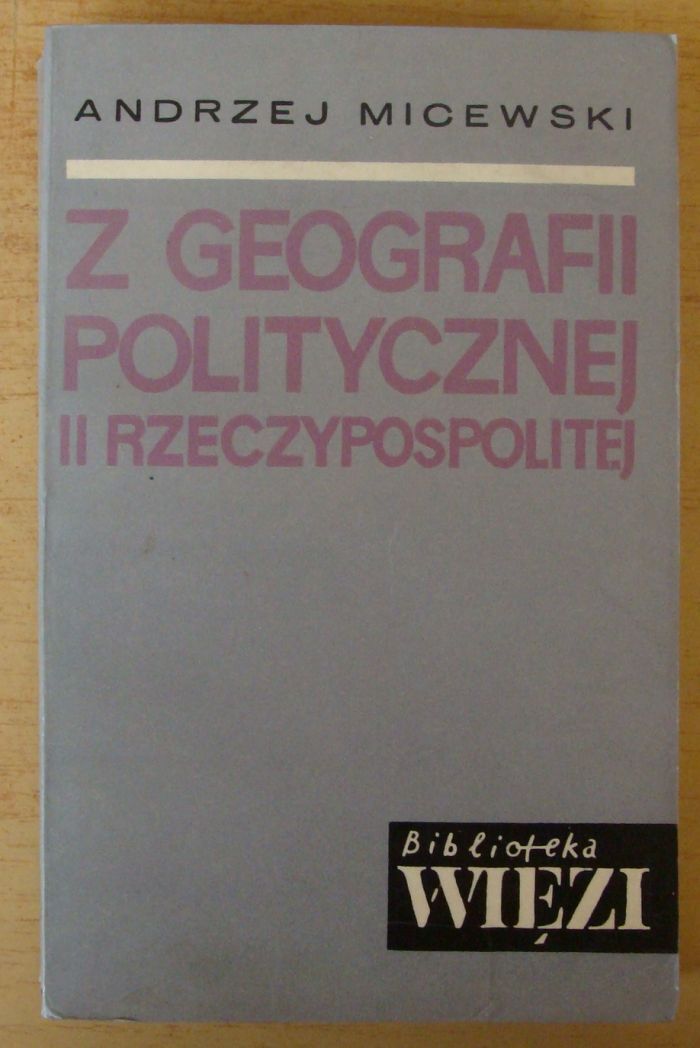 ANDRZEJ MICEWSKI
Z GEOGRAFII
POLITYCZNEJ
II RZECZYPOSPOLITEJ
Biblioteka
WIĘZI